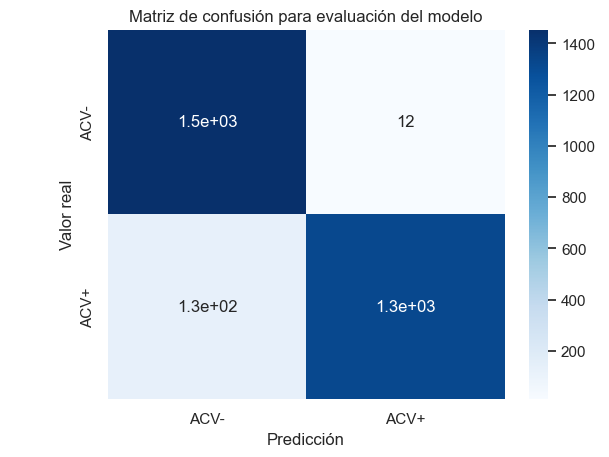 Matriz de confusión para evaluación del modelo
ACV-
ACV+
Valor real
1.5e+03
12
1.3e+02
1.3e+03
ACV-
ACV+
Predicción
1400
1200
1000
800
600
400
200